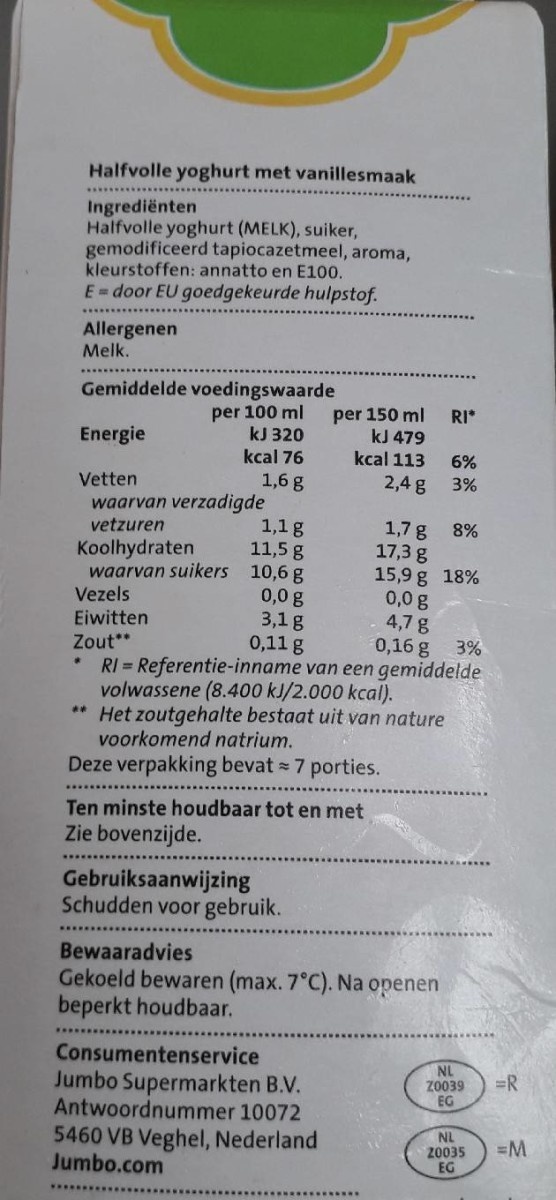 Halfvolle yoghurt met vanillesmaak
Ingrediënten
Halfvolle yoghurt (MELK), suiker,
gemodificeerd tapiocazetmeel, aroma,
kleurstoffen: annatto en E100.
E = door EU goedgekeurde hulpstof.
Allergenen
Melk.
Gemiddelde voedingswaarde
per 100 ml per 150 ml RI*
Energie kJ 320 kJ 479
kcal 76 kcal 113 6%
Vetten 1,6 g 2,4 g 3%
waarvan verzadigde
vetzuren 1,1 g 1,7 g 8%
Koolhydraten 11,5 g 17,3 g
waarvan suikers 10,6 g 15,9 g 18%
Vezels 0,0 g 0,0 g
Eiwitten 3,1 g 4,7 g
Zout** 0,11 g 0,16 g 3%
* RI = Referentie-inname van een gemiddelde
volwassene (8.400 kJ/2.000 kcal).
** Het zoutgehalte bestaat uit van nature
voorkomend natrium.
Deze verpakking bevat ≈ 7 porties.
Ten minste houdbaar tot en met
Zie bovenzijde.
Gebruiksaanwijzing
Schudden voor gebruik.
Bewaaradvies
Gekoeld bewaren (max. 7°C). Na openen
beperkt houdbaar.
Consumentenservice
Jumbo Supermarkten B.V.
Antwoordnummer 10072
5460 VB Veghel, Nederland
Jumbo.com
NL
Z0039 =R
EG
NL
Z0035 =M
EG